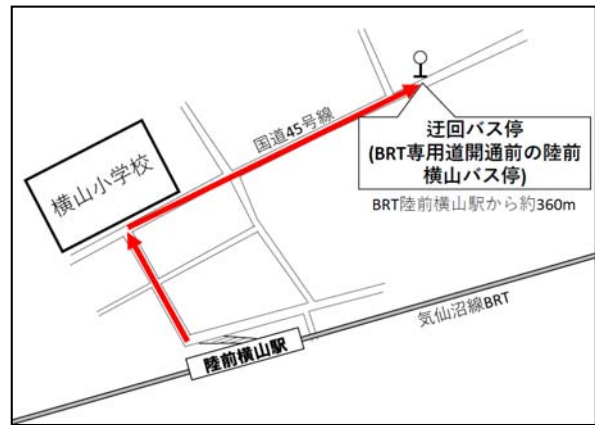 国道45号線
横山小学校
迂回バス停
(BRT専用道開通前の陸前
横山バス停)
BRT陸前横山駅から約360m
気仙沼線BRT
陸前横山駅